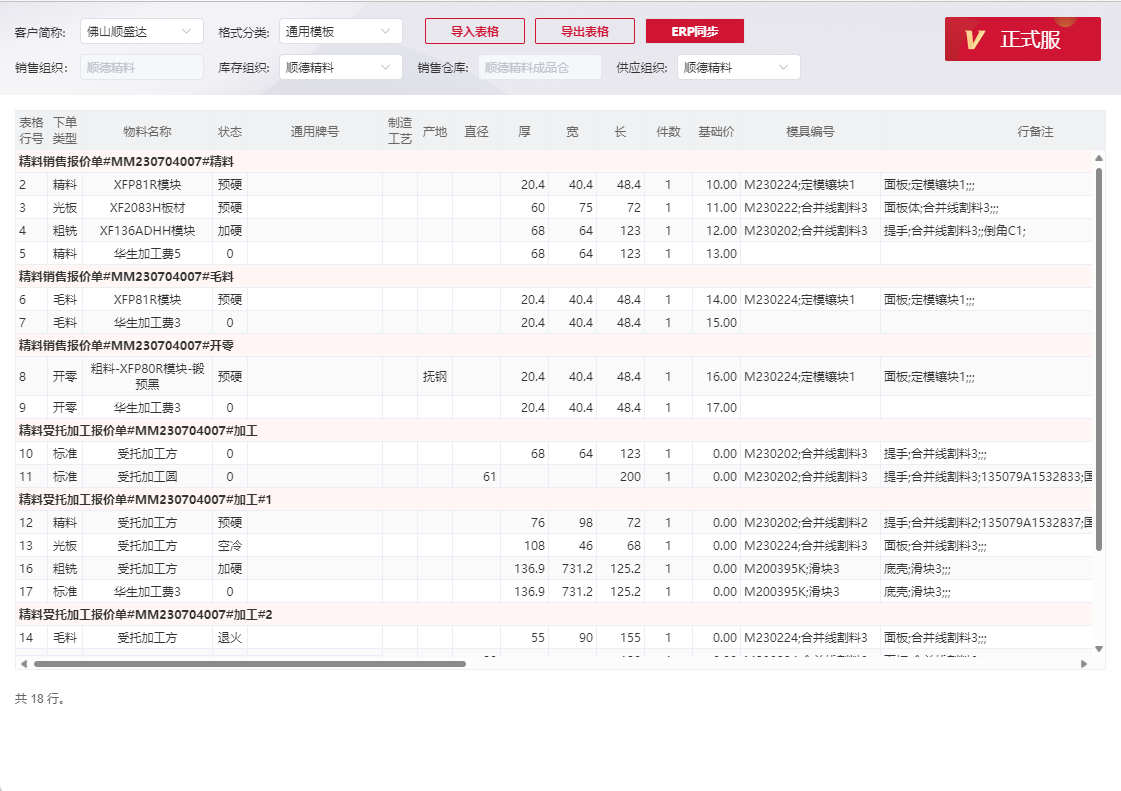 客户简称: 佛山顺盛达 格式分类: 通用模板 导入表格 导出表格 ERP同步 V 正式服
销售组织: 顺德精料 库存组织: 顺德精料 销售仓库: 顺德精料成品仓 供应组织: 顺德精料
表格行号 下单类型 物料名称 状态 通用牌号 制造工艺 产地 直径 厚 宽 长 件数 基础价 模具编号 行备注
精料销售报价单#MM230704007#精料
2 精料 XFP81R模块 预硬 20.4 40.4 48.4 1 10.00 M230224;定模镶块1 面板;定模镶块1;;;
3 光板 XF2083H板材 预硬 60 75 72 1 11.00 M230222;合并线割料3 面板体;合并线割料3;;;
4 粗铣 XF136ADHH模块 加硬 68 64 123 1 12.00 M230202;合并线割料3 提手;合并线割料3;;倒角C1;
5 精料 华生加工费5 0 68 64 123 1 13.00
精料销售报价单#MM230704007#毛料
6 毛料 XFP81R模块 预硬 20.4 40.4 48.4 1 14.00 M230224;定模镶块1 面板;定模镶块1;;;
7 毛料 华生加工费3 0 20.4 40.4 48.4 1 15.00
精料销售报价单#MM230704007#开零
8 开零 粗料-XFP80R模块-锻预黑 预硬 抚钢 20.4 40.4 48.4 1 16.00 M230224;定模镶块1 面板;定模镶块1;;;
9 开零 华生加工费3 0 20.4 40.4 48.4 1 17.00
精料受托加工报价单#MM230704007#加工
10 标准 受托加工方 0 68 64 123 1 0.00 M230202;合并线割料3 提手;合并线割料3;;;
11 标准 受托加工圆 0 61 200 1 0.00 M230202;合并线割料3 提手;合并线割料3;135079A1532833;
精料受托加工报价单#MM230704007#加工#1
12 精料 受托加工方 预硬 76 98 72 1 0.00 M230202;合并线割料2 提手;合并线割料2;135079A1532837;
13 光板 受托加工方 空冷 108 46 68 1 0.00 M230224;合并线割料3 面板;合并线割料3;;;
16 粗铣 受托加工方 加硬 136.9 731.2 125.2 1 0.00 M200395K;滑块3 底壳;滑块3;;;
17 标准 华生加工费3 0 136.9 731.2 125.2 1 0.00 M200395K;滑块3 底壳;滑块3;;;
精料受托加工报价单#MM230704007#加工#2
14 毛料 受托加工方 退火 55 90 155 1 0.00 M230224;合并线割料3 面板;合并线割料3;;;
共 18 行。